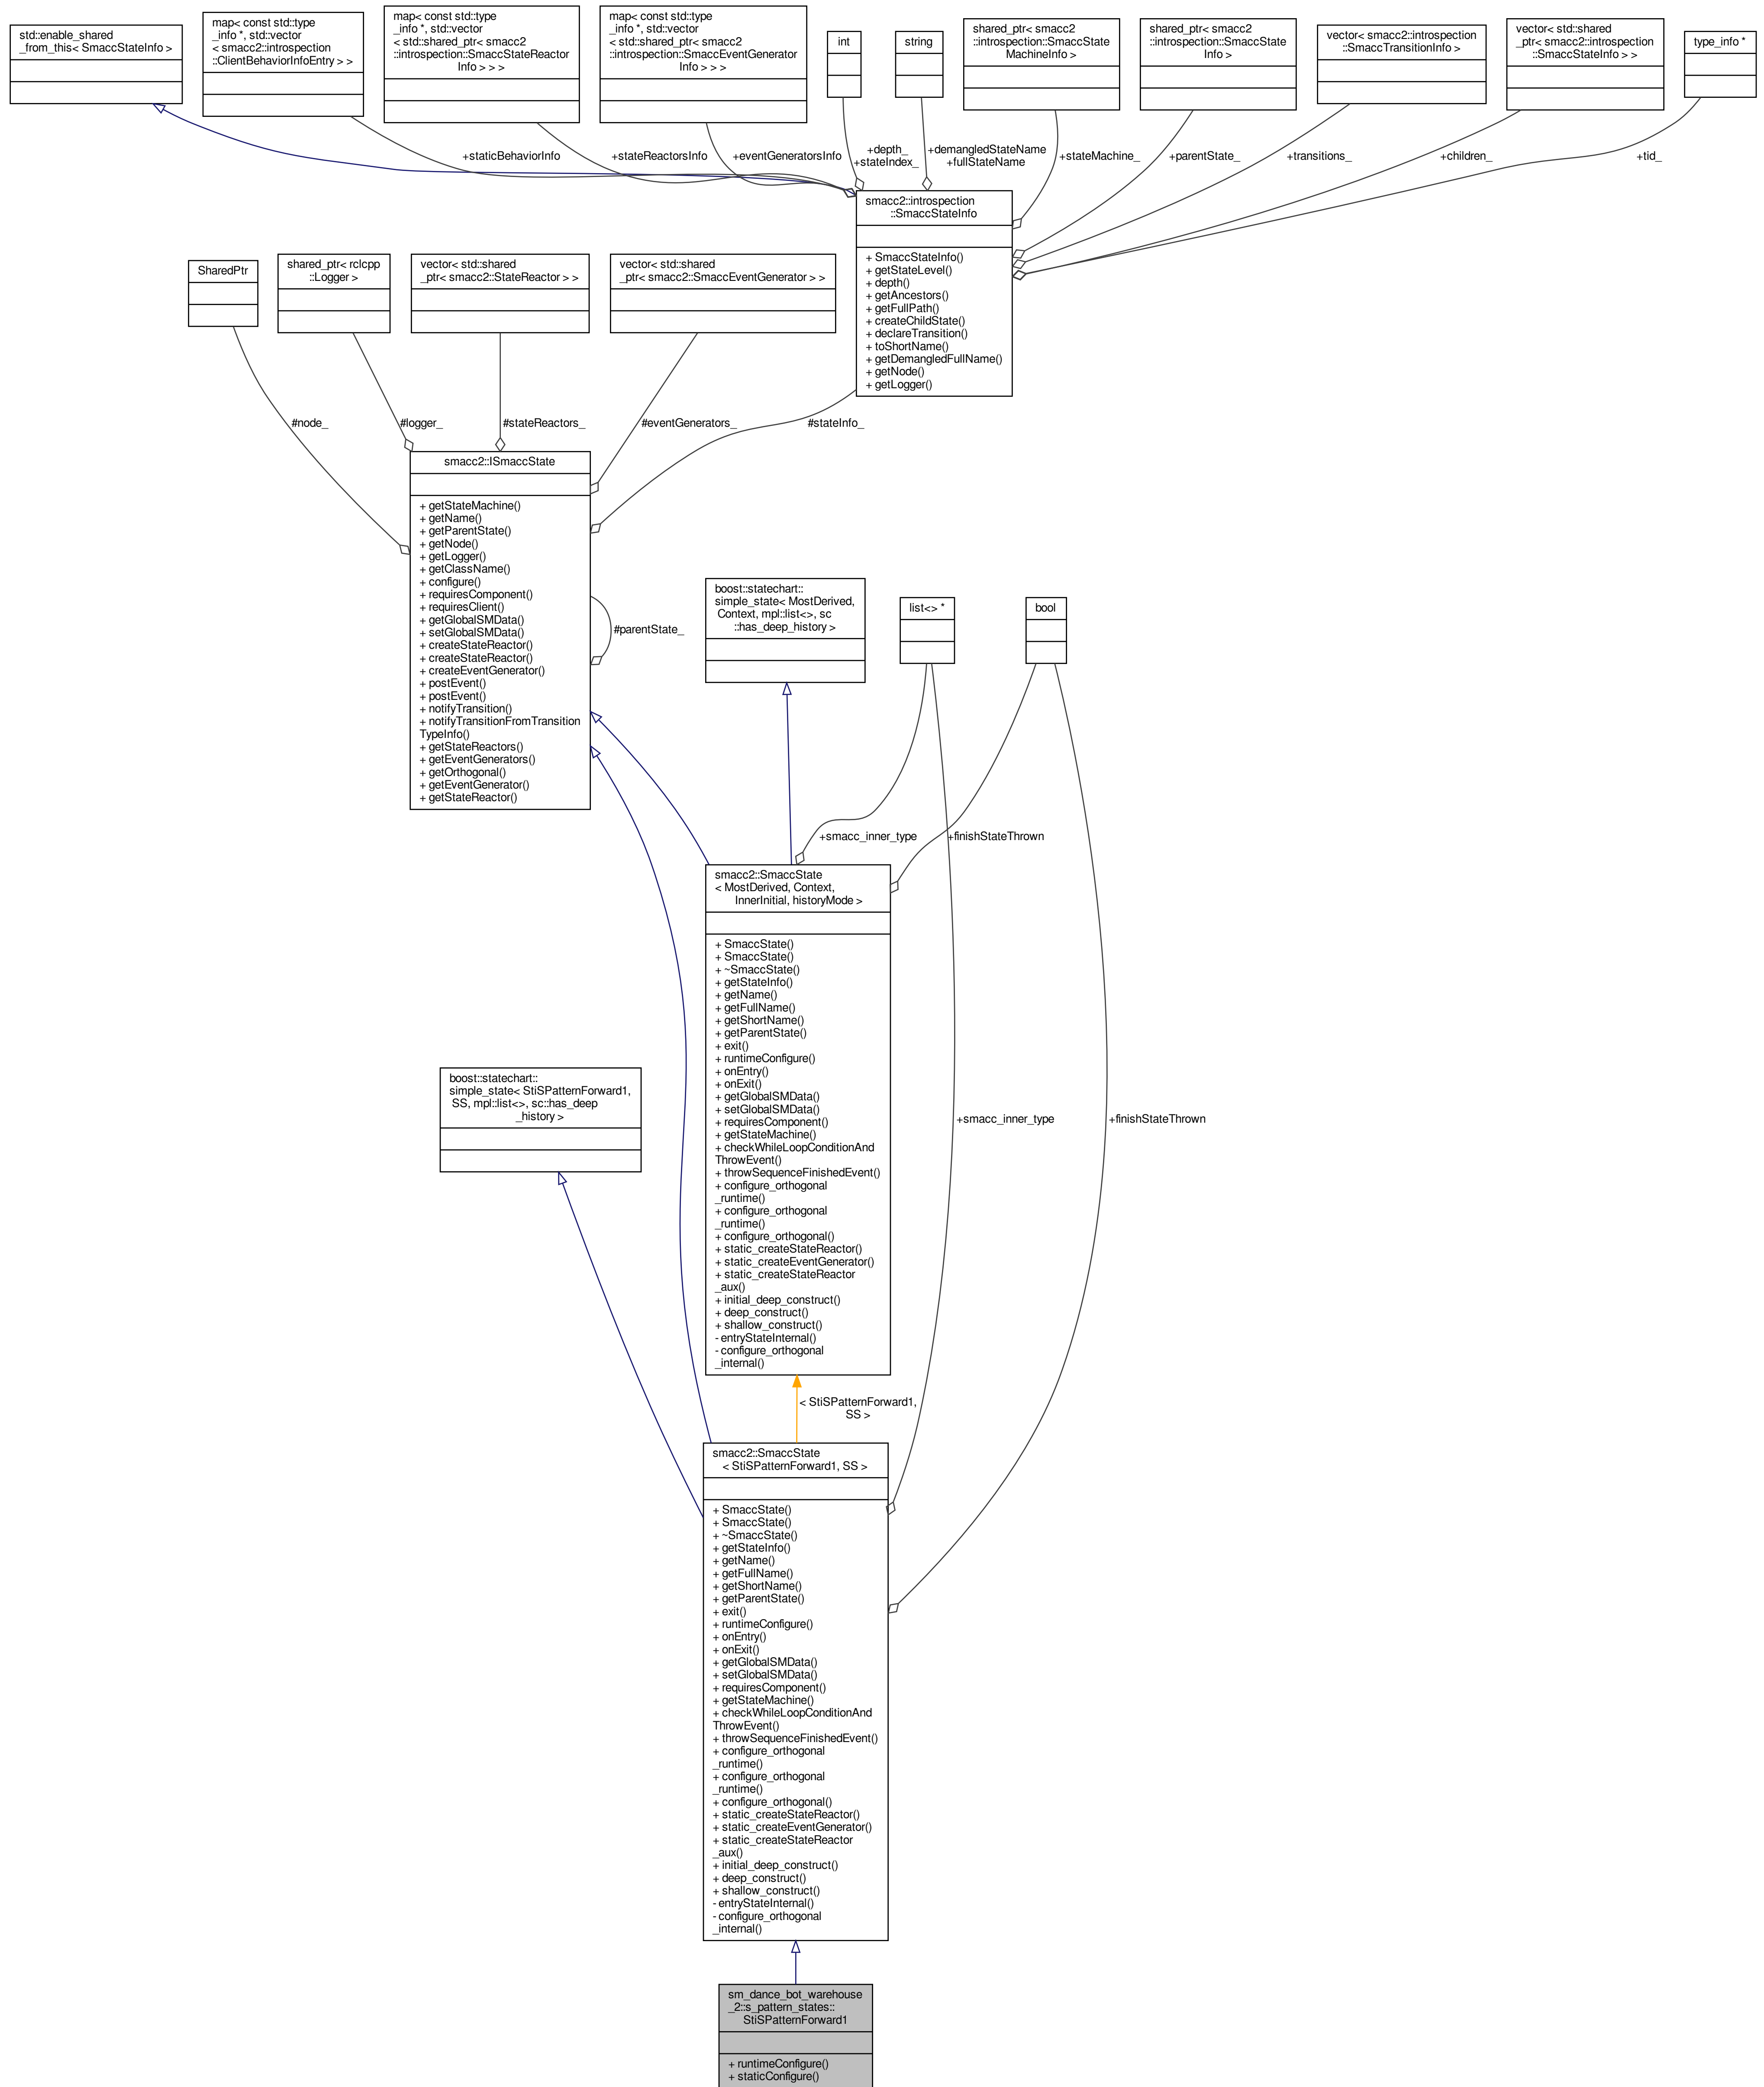 std::enable_shared
_from_this< SmaccStateInfo >
map< const std::type
_info *, std::vector
< smacc2::introspection
::ClientBehaviorInfoEntry > >
map< const std::type
_info *, std::vector
< std::shared_ptr< smacc2
::introspection::SmaccStateReactor
Info > > >
map< const std::type
_info *, std::vector
< std::shared_ptr< smacc2
::introspection::SmaccEventGenerator
Info > > >
int
string
shared_ptr< smacc2
::introspection::SmaccState
MachineInfo >
shared_ptr< smacc2
::introspection::SmaccState
Info >
vector< smacc2::introspection
::SmaccTransitionInfo >
vector< std::shared
_ptr< smacc2::introspection
::SmaccStateInfo > >
type_info *
+staticBehaviorInfo
+stateReactorsInfo
+eventGeneratorsInfo
+depth_
+stateIndex_
+demangledStateName
+fullStateName
+stateMachine_
+parentState_
+transitions_
+children_
+tid_
smacc2::introspection
::SmaccStateInfo
+ SmaccStateInfo()
+ getStateLevel()
+ depth()
+ getAncestors()
+ getFullPath()
+ createChildState()
+ declareTransition()
+ toShortName()
+ getDemangledFullName()
+ getNode()
+ getLogger()
SharedPtr
shared_ptr< rclcpp
::Logger >
vector< std::shared
_ptr< smacc2::StateReactor > >
vector< std::shared
_ptr< smacc2::SmaccEventGenerator > >
#node_
#logger_
#stateReactors_
#eventGenerators_
#stateInfo_
smacc2::ISmaccState
+ getStateMachine()
+ getName()
+ getParentState()
+ getNode()
+ getLogger()
+ getClassName()
+ configure()
+ requiresComponent()
+ requiresClient()
+ getGlobalSMData()
+ setGlobalSMData()
+ createStateReactor()
+ createStateReactor()
+ createEventGenerator()
+ postEvent()
+ postEvent()
+ notifyTransition()
+ notifyTransitionFromTransition
TypeInfo()
+ getStateReactors()
+ getEventGenerators()
+ getOrthogonal()
+ getEventGenerator()
+ getStateReactor()
#parentState_
boost::statechart::
simple_state< MostDerived,
Context, mpl::list<>, sc
::has_deep_history >
list<> *
bool
+smacc_inner_type
+finishStateThrown
smacc2::SmaccState
< MostDerived, Context,
InnerInitial, historyMode >
+ SmaccState()
+ SmaccState()
+ ~SmaccState()
+ getStateInfo()
+ getName()
+ getFullName()
+ getShortName()
+ getParentState()
+ exit()
+ runtimeConfigure()
+ onEntry()
+ onExit()
+ getGlobalSMData()
+ setGlobalSMData()
+ requiresComponent()
+ getStateMachine()
+ checkWhileLoopConditionAnd
ThrowEvent()
+ throwSequenceFinishedEvent()
+ configure_orthogonal
_runtime()
+ configure_orthogonal
_runtime()
+ configure_orthogonal()
+ static_createStateReactor()
+ static_createEventGenerator()
+ static_createStateReactor
_aux()
+ initial_deep_construct()
+ deep_construct()
+ shallow_construct()
- entryStateInternal()
- configure_orthogonal
_internal()
boost::statechart::
simple_state< StiSPatternForward1,
SS, mpl::list<>, sc::has_deep
_history >
+smacc_inner_type
+finishStateThrown
< StiSPatternForward1,
SS >
smacc2::SmaccState
< StiSPatternForward1, SS >
+ SmaccState()
+ SmaccState()
+ ~SmaccState()
+ getStateInfo()
+ getName()
+ getFullName()
+ getShortName()
+ getParentState()
+ exit()
+ runtimeConfigure()
+ onEntry()
+ onExit()
+ getGlobalSMData()
+ setGlobalSMData()
+ requiresComponent()
+ getStateMachine()
+ checkWhileLoopConditionAnd
ThrowEvent()
+ throwSequenceFinishedEvent()
+ configure_orthogonal
_runtime()
+ configure_orthogonal
_runtime()
+ configure_orthogonal()
+ static_createStateReactor()
+ static_createEventGenerator()
+ static_createStateReactor
_aux()
+ initial_deep_construct()
+ deep_construct()
+ shallow_construct()
- entryStateInternal()
- configure_orthogonal
_internal()
sm_dance_bot_warehouse
_2::s_pattern_states::
StiSPatternForward1
+ runtimeConfigure()
+ staticConfigure()